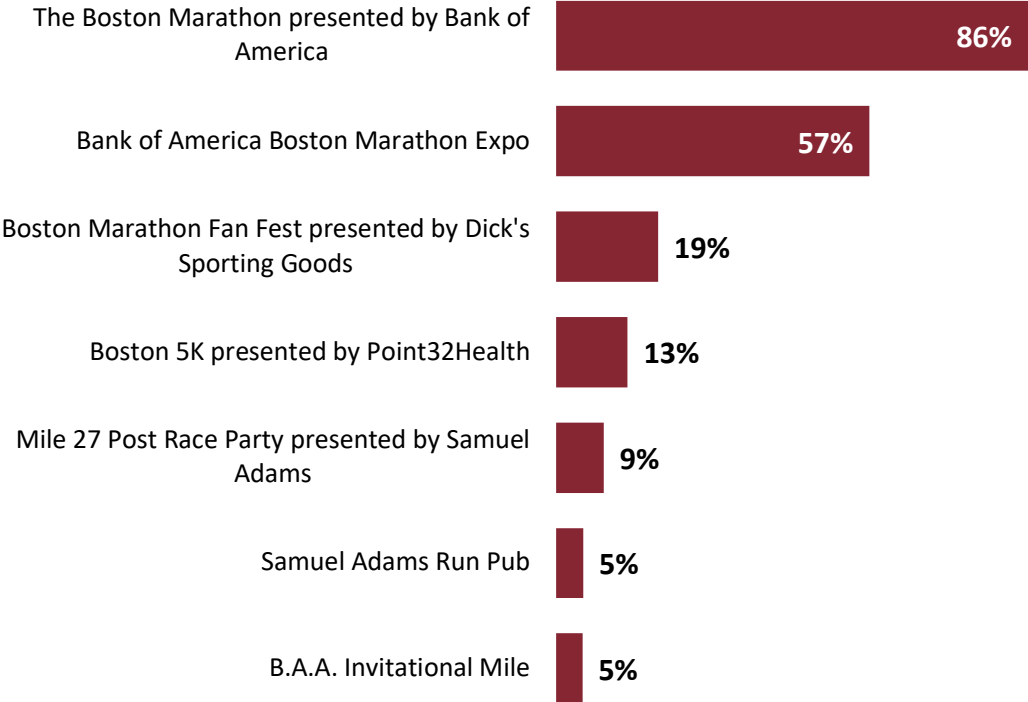 The Boston Marathon presented by Bank of
America
86%
Bank of America Boston Marathon Expo
57%
Boston Marathon Fan Fest presented by Dick's
Sporting Goods
19%
Boston 5K presented by Point32Health
13%
Mile 27 Post Race Party presented by Samuel
Adams
9%
Samuel Adams Run Pub
5%
B.A.A. Invitational Mile
5%